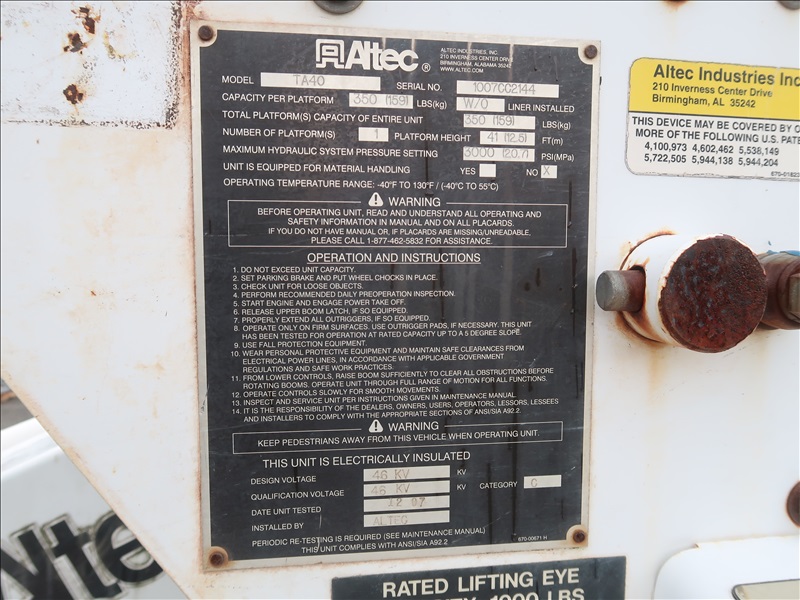 Altec®
ALTEC INDUSTRIES, INC.
210 INVERNESS CENTER DRIVE
BIRMINGHAM, ALABAMA 35242
WWW.ALTEC.COM
MODEL TA40 SERIAL NO. 1007CC2144
CAPACITY PER PLATFORM 350 (159) LBS(kg) W/O LINER INSTALLED
TOTAL PLATFORM(S) CAPACITY OF ENTIRE UNIT 350 (159) LBS(kg)
NUMBER OF PLATFORM(S) 1 PLATFORM HEIGHT 41 (12.5) FT(m)
MAXIMUM HYDRAULIC SYSTEM PRESSURE SETTING 3000 (20.7) PSI(MPa)
UNIT IS EQUIPPED FOR MATERIAL HANDLING YES NO X
OPERATING TEMPERATURE RANGE: -40°F TO 130°F / (-40°C TO 55°C)
WARNING
BEFORE OPERATING UNIT, READ AND UNDERSTAND ALL OPERATING AND
SAFETY INFORMATION IN MANUAL AND ON ALL PLACARDS.
IF YOU DO NOT HAVE MANUAL OR, IF PLACARDS ARE MISSING/UNREADABLE,
PLEASE CALL 1-877-462-5832 FOR ASSISTANCE.
OPERATION AND INSTRUCTIONS
1. DO NOT EXCEED UNIT CAPACITY.
2. SET PARKING BRAKE AND PUT WHEEL CHOCKS IN PLACE.
3. CHECK UNIT FOR LOOSE OBJECTS.
4. PERFORM RECOMMENDED DAILY PREOPERATION INSPECTION.
5. START ENGINE AND ENGAGE POWER TAKE OFF.
6. RELEASE UPPER BOOM LATCH, IF SO EQUIPPED.
7. PROPERLY EXTEND ALL OUTRIGGERS, IF SO EQUIPPED.
8. OPERATE ONLY ON FIRM SURFACES. USE OUTRIGGER PADS, IF NECESSARY. THIS UNIT
HAS BEEN TESTED FOR OPERATION AT RATED CAPACITY UP TO A 5 DEGREE SLOPE.
9. USE FALL PROTECTION EQUIPMENT.
10. WEAR PERSONAL PROTECTIVE EQUIPMENT AND MAINTAIN SAFE CLEARANCES FROM
ELECTRICAL POWER LINES, IN ACCORDANCE WITH APPLICABLE GOVERNMENT
REGULATIONS AND SAFE WORK PRACTICES.
11. FROM LOWER CONTROLS, RAISE BOOM SUFFICIENTLY TO CLEAR ALL OBSTRUCTIONS BEFORE
ROTATING BOOMS. OPERATE UNIT THROUGH FULL RANGE OF MOTION FOR ALL FUNCTIONS.
12. OPERATE CONTROLS SLOWLY FOR SMOOTH MOVEMENTS.
13. INSPECT AND SERVICE UNIT PER INSTRUCTIONS GIVEN IN MAINTENANCE MANUAL.
14. IT IS THE RESPONSIBILITY OF THE DEALERS, OWNERS, USERS, OPERATORS, LESSORS, LESSEES
AND INSTALLERS TO COMPLY WITH THE APPROPRIATE SECTIONS OF ANSI/SIA A92.2.
WARNING
KEEP PEDESTRIANS AWAY FROM THIS VEHICLE WHEN OPERATING UNIT.
THIS UNIT IS ELECTRICALLY INSULATED
DESIGN VOLTAGE 46 KV KV
QUALIFICATION VOLTAGE 46 KV KV CATEGORY C
DATE UNIT TESTED 12 07
INSTALLED BY ALTEC
PERIODIC RE-TESTING IS REQUIRED (SEE MAINTENANCE MANUAL)
THIS UNIT COMPLIES WITH ANSI/SIA A92.2
670-00671 H
Altec Industries Inc
210 Inverness Center Drive
Birmingham, AL 35242
THIS DEVICE MAY BE COVERED BY
MORE OF THE FOLLOWING U.S. PATE
4,100,973 4,602,462 5,538,149
5,722,505 5,944,138 5,944,204
RATED LIFTING EYE
1000 LBS
Alte